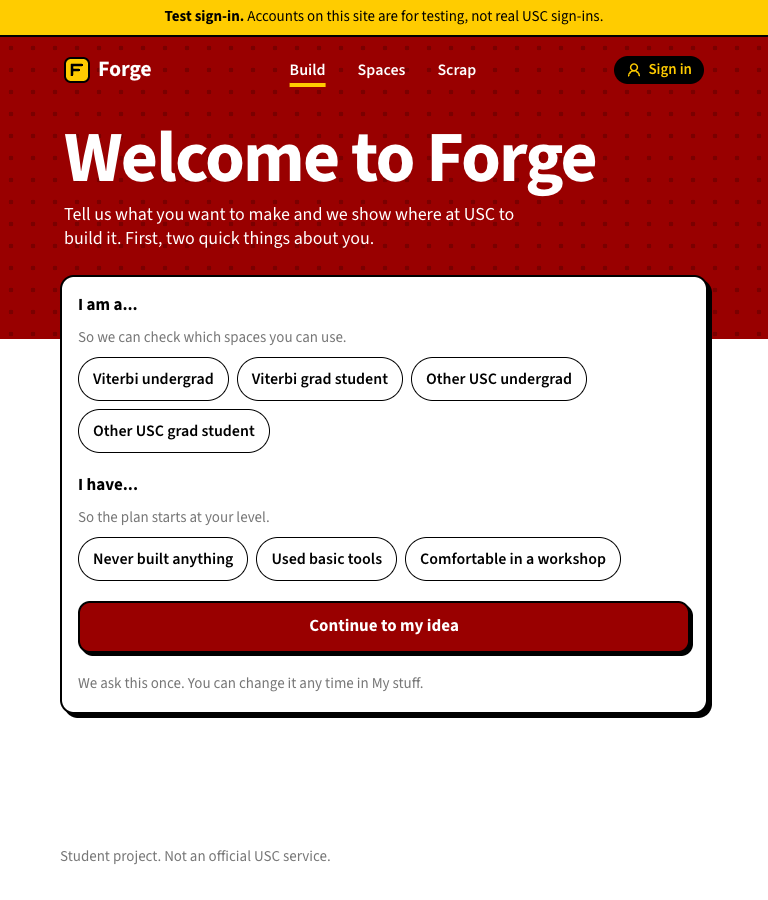 Test sign-in. Accounts on this site are for testing, not real USC sign-ins.
Forge
Build
Spaces
Scrap
Sign in
Welcome to Forge
Tell us what you want to make and we show where at USC to
build it. First, two quick things about you.
I am a...
So we can check which spaces you can use.
Viterbi undergrad
Viterbi grad student
Other USC undergrad
Other USC grad student
I have...
So the plan starts at your level.
Never built anything
Used basic tools
Comfortable in a workshop
Continue to my idea
We ask this once. You can change it any time in My stuff.
Student project. Not an official USC service.